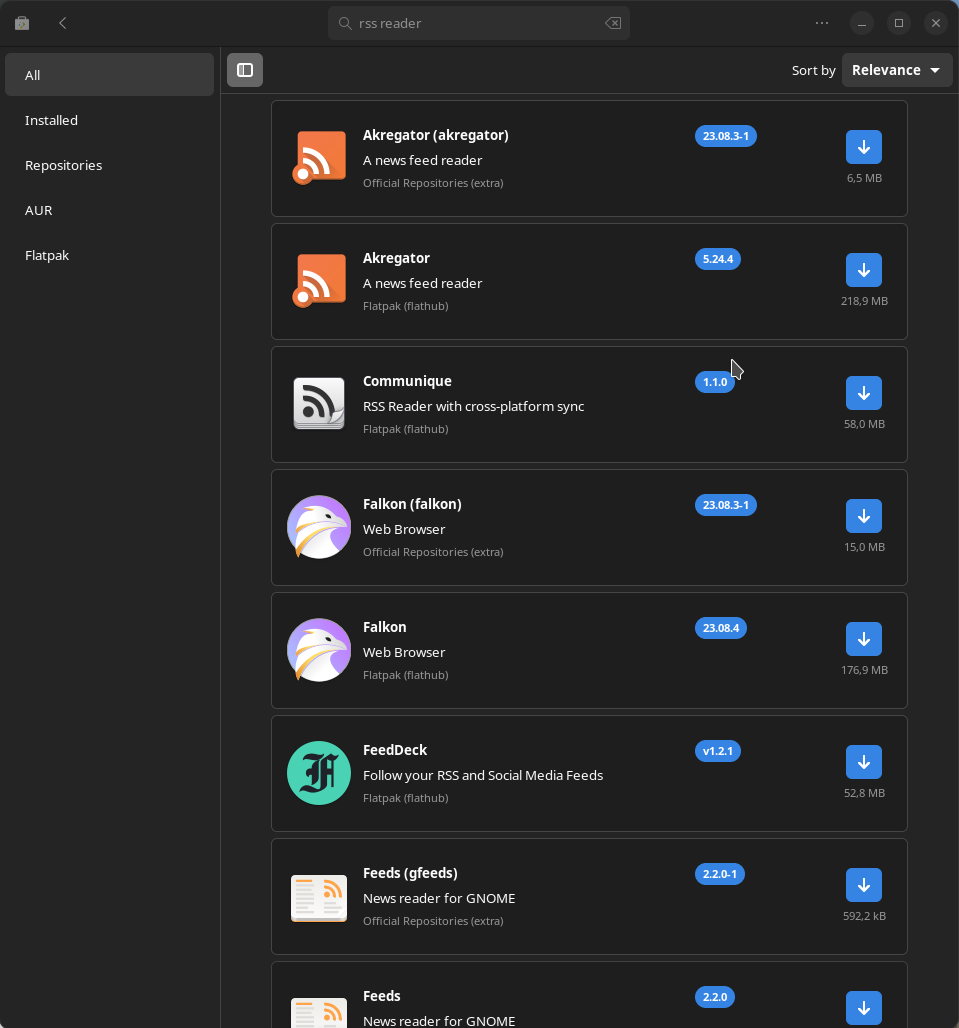 rss reader
All
Installed
Repositories
AUR
Flatpak
Sort by Relevance
Akregator (akregator) 23.08.3-1
A news feed reader
Official Repositories (extra)
6,5 MB
Akregator 5.24.4
A news feed reader
Flatpak (flathub)
218,9 MB
Communique 1.1.0
RSS Reader with cross-platform sync
Flatpak (flathub)
58,0 MB
Falkon (falkon) 23.08.3-1
Web Browser
Official Repositories (extra)
15,0 MB
Falkon 23.08.4
Web Browser
Flatpak (flathub)
176,9 MB
FeedDeck v1.2.1
Follow your RSS and Social Media Feeds
Flatpak (flathub)
52,8 MB
Feeds (gfeeds) 2.2.0-1
News reader for GNOME
Official Repositories (extra)
592,2 kB
Feeds 2.2.0
News reader for GNOME